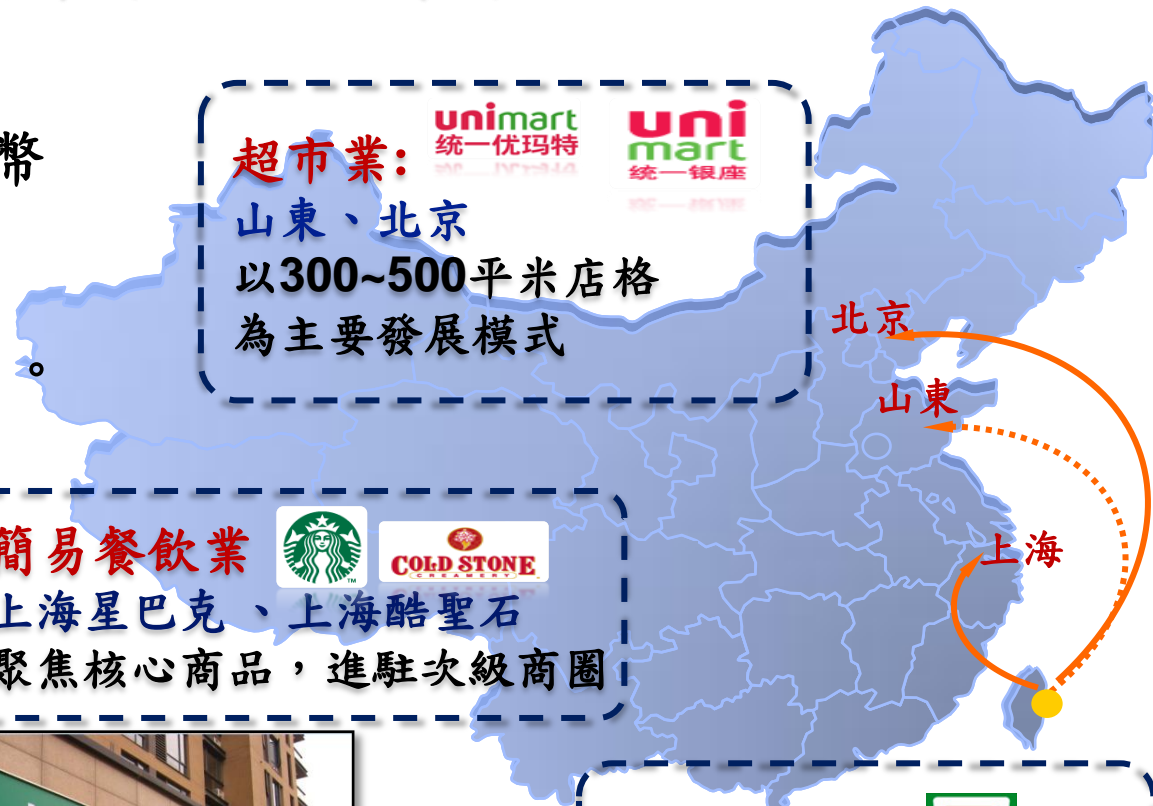 幣
unimart
统一优玛特
uni
mart
统一银座
超市業:
山東、北京
以300~500平米店格
為主要發展模式
。
北京
山東
上海
簡易餐飲業
COLD STONE
CREAMERY
上海星巴克 、上海酷聖石
聚焦核心商品，進駐次級商圈